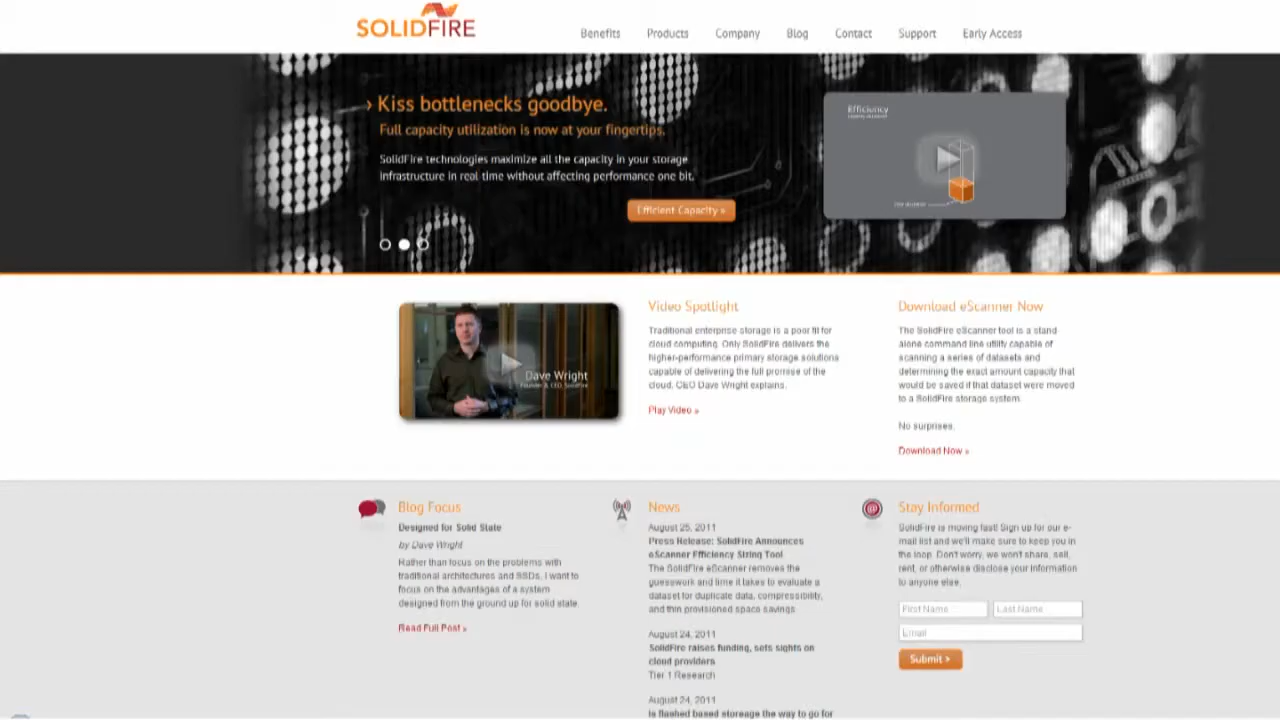 SOLIDFIRE
Benefits Products Company Blog Contact Support Early Access
› Kiss bottlenecks goodbye.
Full capacity utilization is now at your fingertips.
SolidFire technologies maximize all the capacity in your storage
infrastructure in real time without affecting performance one bit.
Efficient Capacity »
Efficiency
Dave Wright
Founder & CEO, SolidFire
Video Spotlight
Traditional enterprise storage is a poor fit for
cloud computing. Only SolidFire delivers the
higher-performance primary storage solutions
capable of delivering the full promise of the
cloud. CEO Dave Wright explains.
Play Video »
Download eScanner Now
The SolidFire eScanner tool is a stand
alone command line utility capable of
scanning a series of datasets and
determining the exact amount capacity that
would be saved if that dataset were moved
to a SolidFire storage system.
No surprises.
Download Now »
Blog Focus
Designed for Solid State
by Dave Wright
Rather than focus on the problems with
traditional architectures and SSDs, I want to
focus on the advantages of a system
designed from the ground up for solid state.
Read Full Post »
News
August 25, 2011
Press Release: SolidFire Announces
eScanner Efficiency Sizing Tool
The SolidFire eScanner removes the
guesswork and time it takes to evaluate a
dataset for duplicate data, compressibility,
and thin provisioned space savings.
August 24, 2011
SolidFire raises funding, sets sights on
cloud providers
Tier 1 Research
August 24, 2011
Is flashed based storeage the way to go for
Stay Informed
SolidFire is moving fast! Sign up for our e-
mail list and we'll make sure to keep you in
the loop. Don't worry, we won't share, sell,
rent, or otherwise disclose your information
to anyone else.
First Name Last Name
Email
Submit >